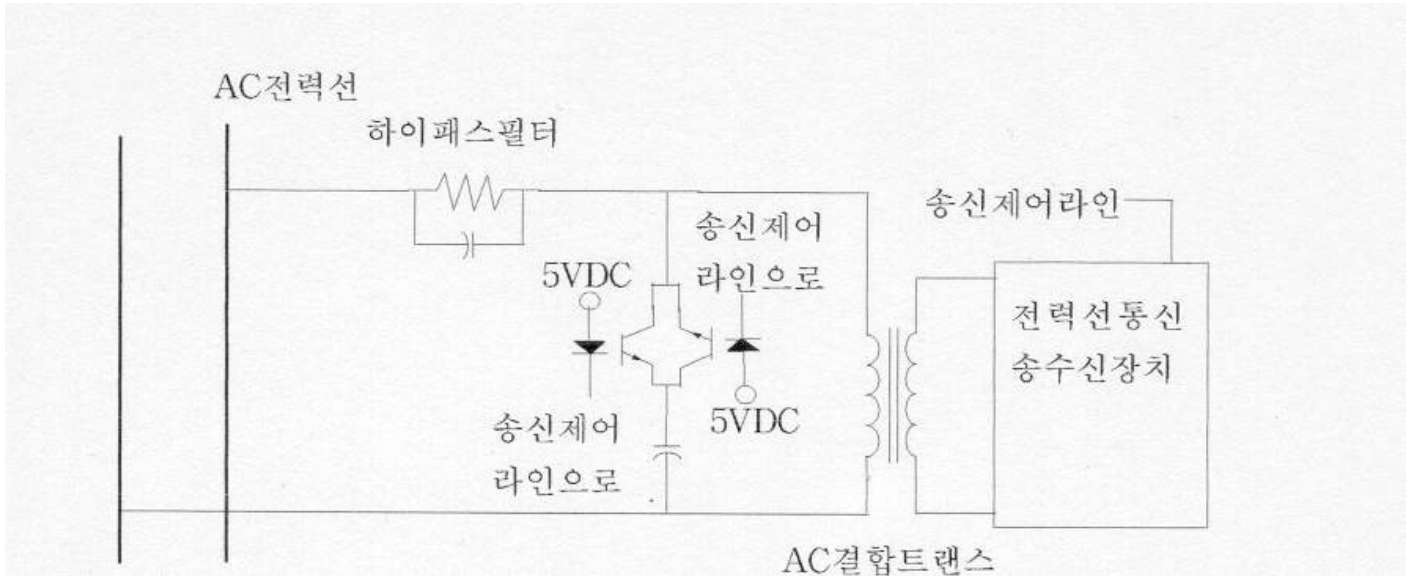 AC전력선
하이패스필터
송신제어라인
송신제어
라인으로
5VDC
전력선통신
송수신장치
5VDC
송신제어
라인으로
AC결합트랜스